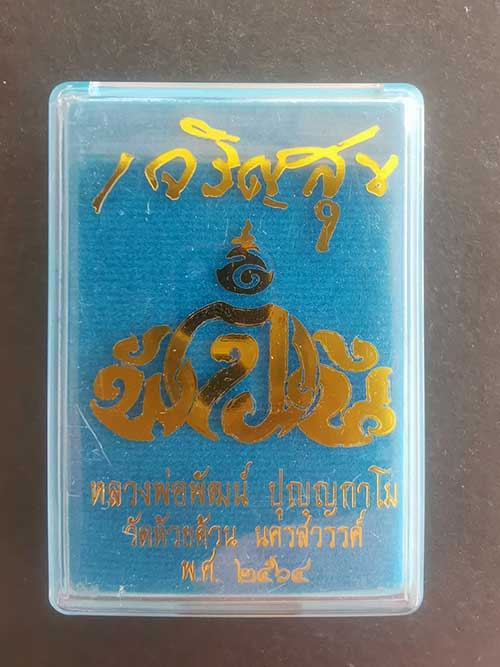 เจริญสุข
หลวงพ่อพัฒน์ ปุญฺญกาโม
วัดห้วยด้วน นครสวรรค์
พ.ศ. ๒๕๖๔